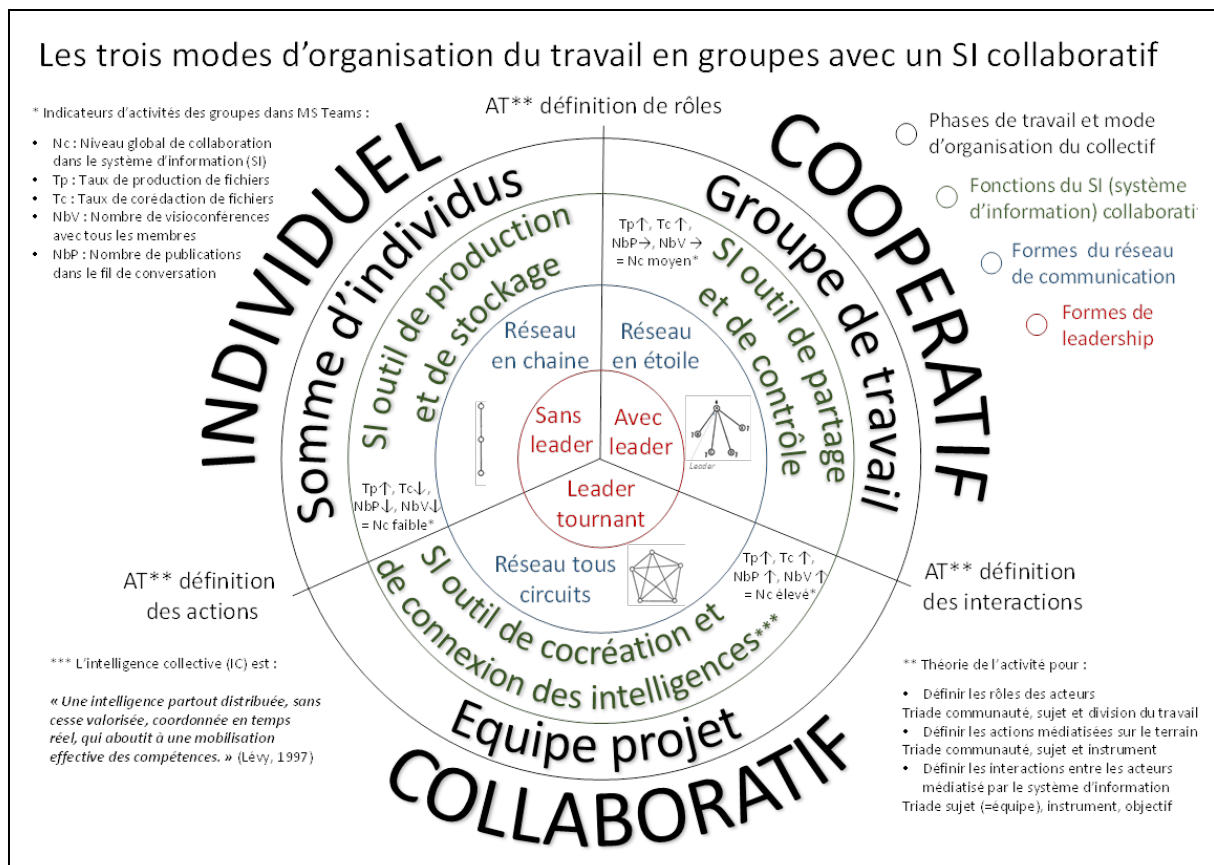 Les trois modes d'organisation du travail en groupes avec un SI collaboratif
* Indicateurs d'activités des groupes dans MS Teams :
• Nc : Niveau global de collaboration
dans le système d'information (SI)
• Tp : Taux de production de fichiers
• Tc : Taux de corédaction de fichiers
• NbV : Nombre de visioconférences
avec tous les membres
• NbP : Nombre de publications
dans le fil de conversation
AT** définition de rôles
Phases de travail et mode
d'organisation du collectif
Fonctions du SI (système
d'information) collaborati
Formes du réseau
de communication
Formes de
leadership
INDIVIDUEL
Somme d'individus
SI outil de production
et de stockage
Réseau
en chaine
Sans
leader
Tp↑, Tc↓,
NbP↓, NbV↓
= Nc faible*
COOPERATIF
Groupe de travail
SI outil de partage
et de contrôle
Tp↑, Tc ↑,
NbP→, NbV →
= Nc moyen*
Réseau
en étoile
Avec
leader
Leader
Leader
tournant
Réseau tous
circuits
Tp↑, Tc ↑,
NbP ↑, NbV ↑
= Nc élevé*
SI outil de cocréation et
de connexion des intelligences***
Equipe projet
COLLABORATIF
AT** définition
des actions
AT** définition
des interactions
*** L'intelligence collective (IC) est :
« Une intelligence partout distribuée, sans
cesse valorisée, coordonnée en temps
réel, qui aboutit à une mobilisation
effective des compétences. » (Lévy, 1997)
** Théorie de l'activité pour :
• Définir les rôles des acteurs
Triade communauté, sujet et division du travail
• Définir les actions médiatisées sur le terrain
Triade communauté, sujet et instrument
• Définir les interactions entre les acteurs
médiatisé par le système d'information
Triade sujet (=équipe), instrument, objectif